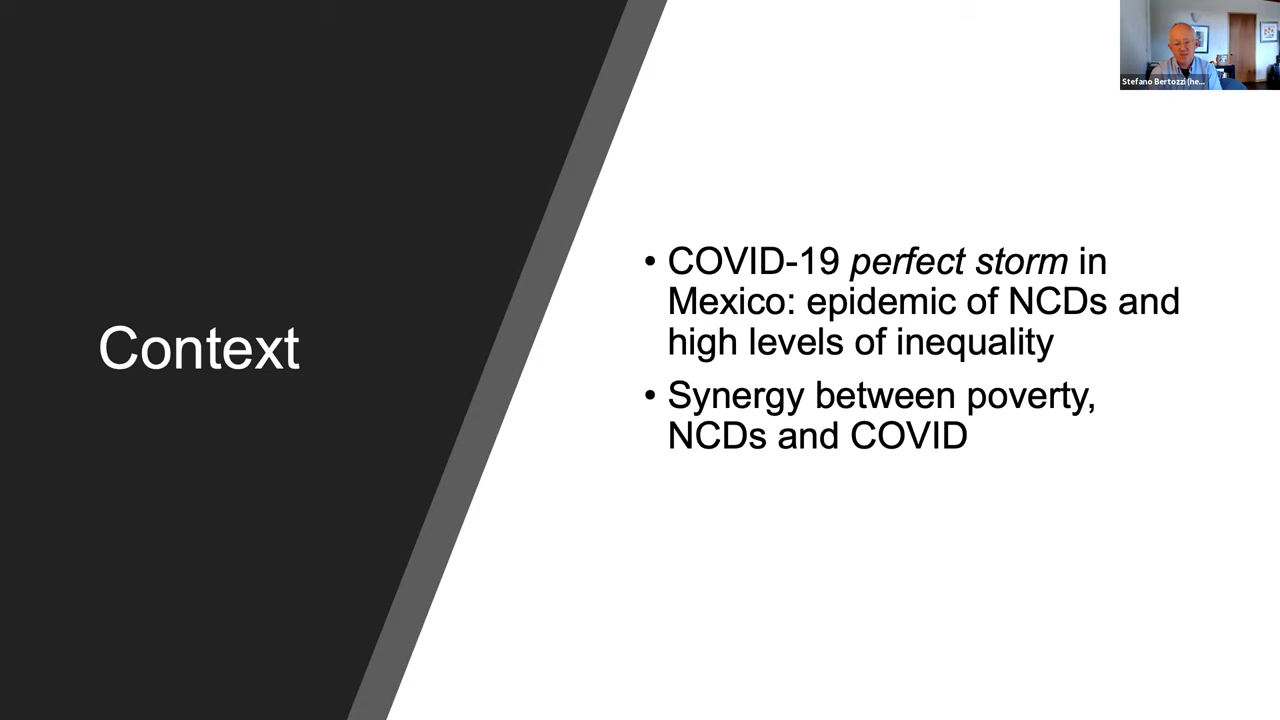 Stefano Bertozzi (he...
Context
• COVID-19 perfect storm in
Mexico: epidemic of NCDs and
high levels of inequality
• Synergy between poverty,
NCDs and COVID